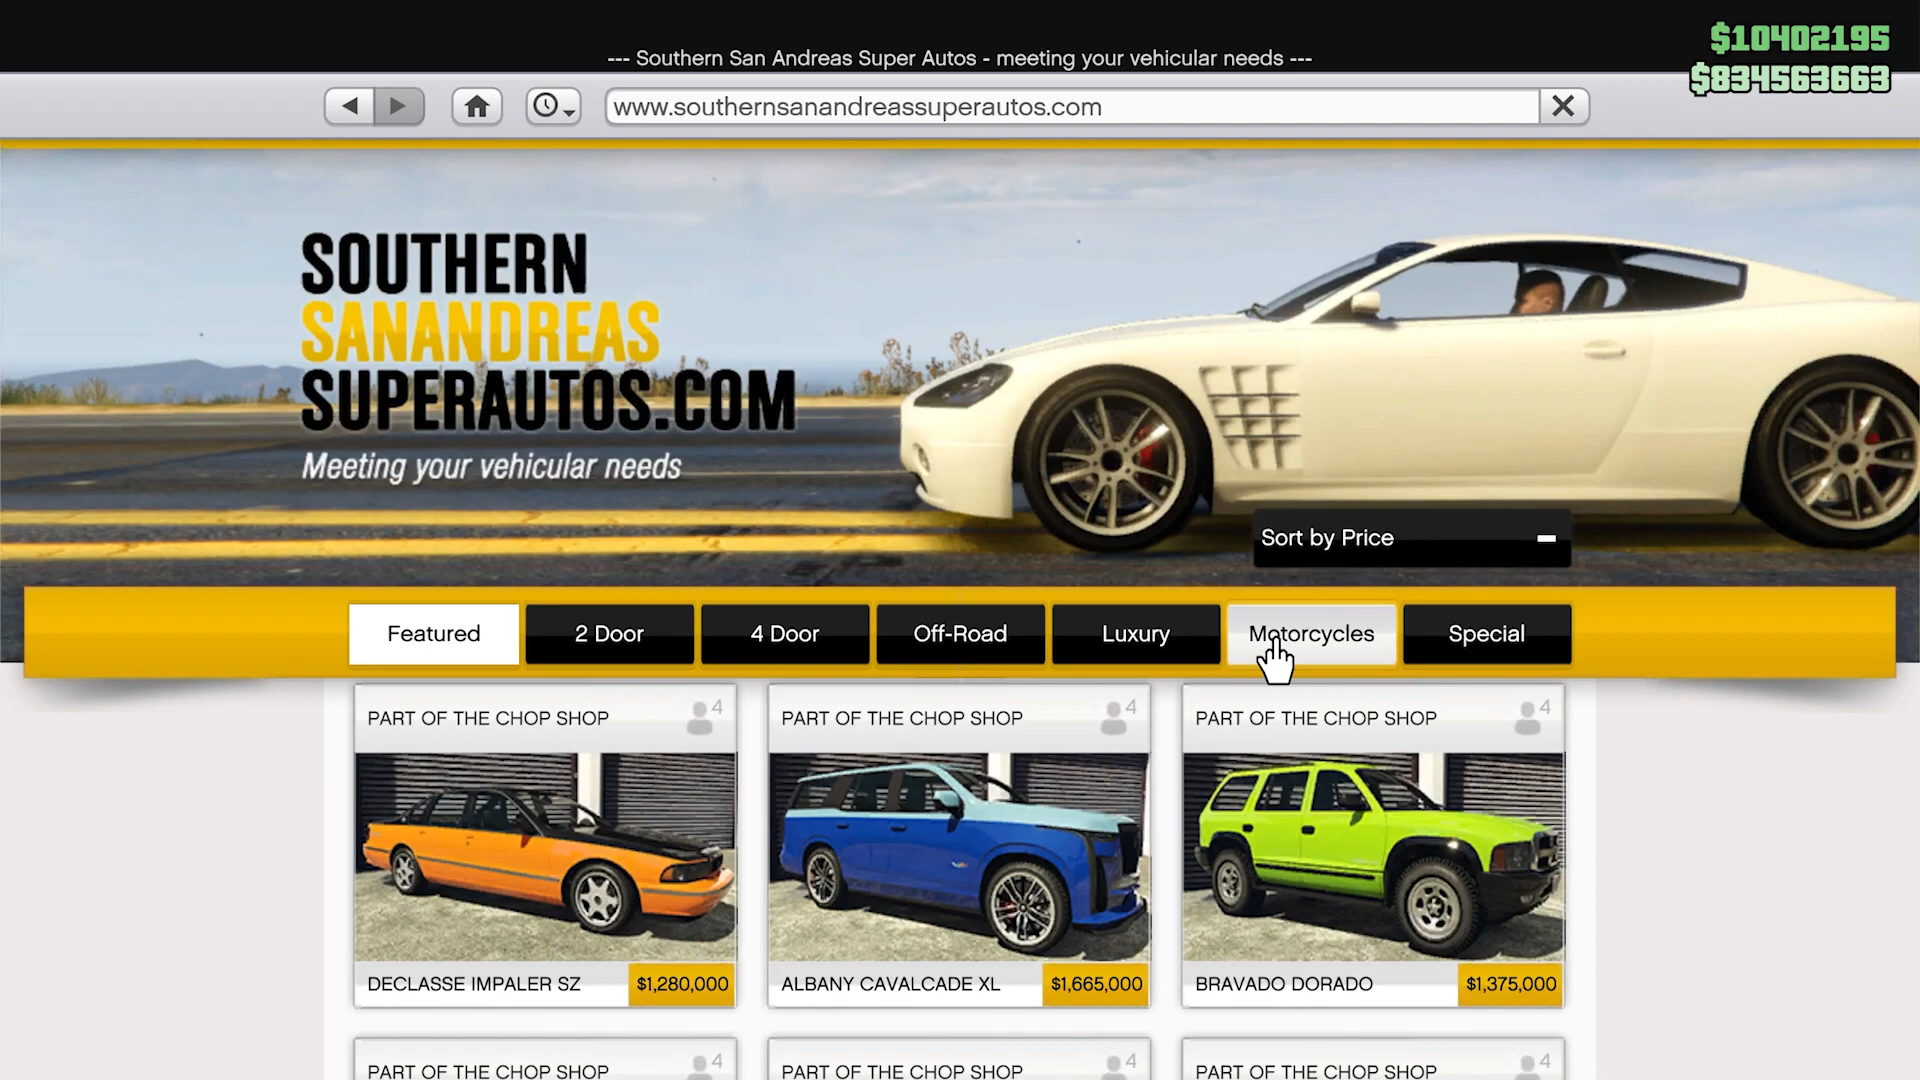 --- Southern San Andreas Super Autos - meeting your vehicular needs ---
$10402195
$834563663
www.southernsanandreassuperautos.com
SOUTHERN
SANANDREAS
SUPERAUTOS.COM
Meeting your vehicular needs
Sort by Price
Featured
2 Door
4 Door
Off-Road
Luxury
Motorcycles
Special
PART OF THE CHOP SHOP
4
PART OF THE CHOP SHOP
4
PART OF THE CHOP SHOP
4
DECLASSE IMPALER SZ
$1,280,000
ALBANY CAVALCADE XL
$1,665,000
BRAVADO DORADO
$1,375,000
PART OF THE CHOP SHOP
4
PART OF THE CHOP SHOP
4
PART OF THE CHOP SHOP
4